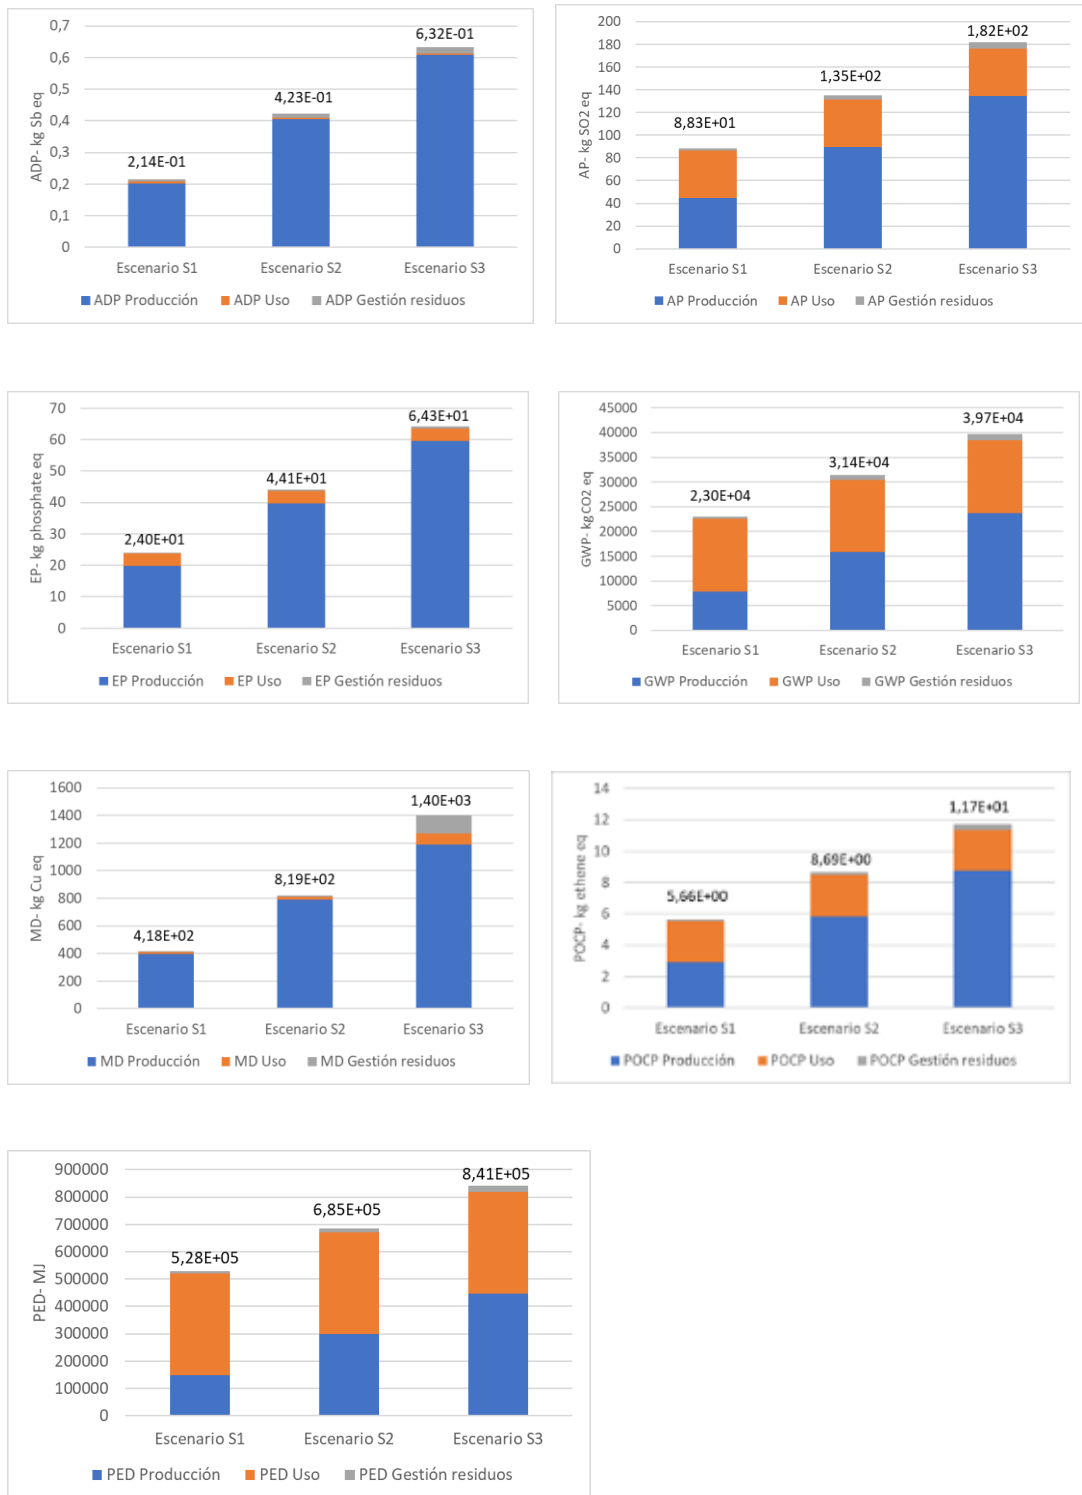 0,7
0,6
0,5
0,4
0,3
0,2
0,1
0
ADP- kg Sb eq
2,14E-01
4,23E-01
6,32E-01
Escenario S1
Escenario S2
Escenario S3
ADP Producción
ADP Uso
ADP Gestión residuos
200
180
160
140
120
100
80
60
40
20
0
AP- kg SO2 eq
8,83E+01
1,35E+02
1,82E+02
Escenario S1
Escenario S2
Escenario S3
AP Producción
AP Uso
AP Gestión residuos
70
60
50
40
30
20
10
0
EP- kg phosphate eq
2,40E+01
4,41E+01
6,43E+01
Escenario S1
Escenario S2
Escenario S3
EP Producción
EP Uso
EP Gestión residuos
45000
40000
35000
30000
25000
20000
15000
10000
5000
0
GWP- kg CO2 eq
2,30E+04
3,14E+04
3,97E+04
Escenario S1
Escenario S2
Escenario S3
GWP Producción
GWP Uso
GWP Gestión residuos
1600
1400
1200
1000
800
600
400
200
0
MD- kg Cu eq
4,18E+02
8,19E+02
1,40E+03
Escenario S1
Escenario S2
Escenario S3
MD Producción
MD Uso
MD Gestión residuos
14
12
10
8
6
4
2
0
POCP- kg ethene eq
5,66E+00
8,69E+00
1,17E+01
Escenario S1
Escenario S2
Escenario S3
POCP Producción
POCP Uso
POCP Gestión residuos
900000
800000
700000
600000
500000
400000
300000
200000
100000
0
PED- MJ
5,28E+05
6,85E+05
8,41E+05
Escenario S1
Escenario S2
Escenario S3
PED Producción
PED Uso
PED Gestión residuos